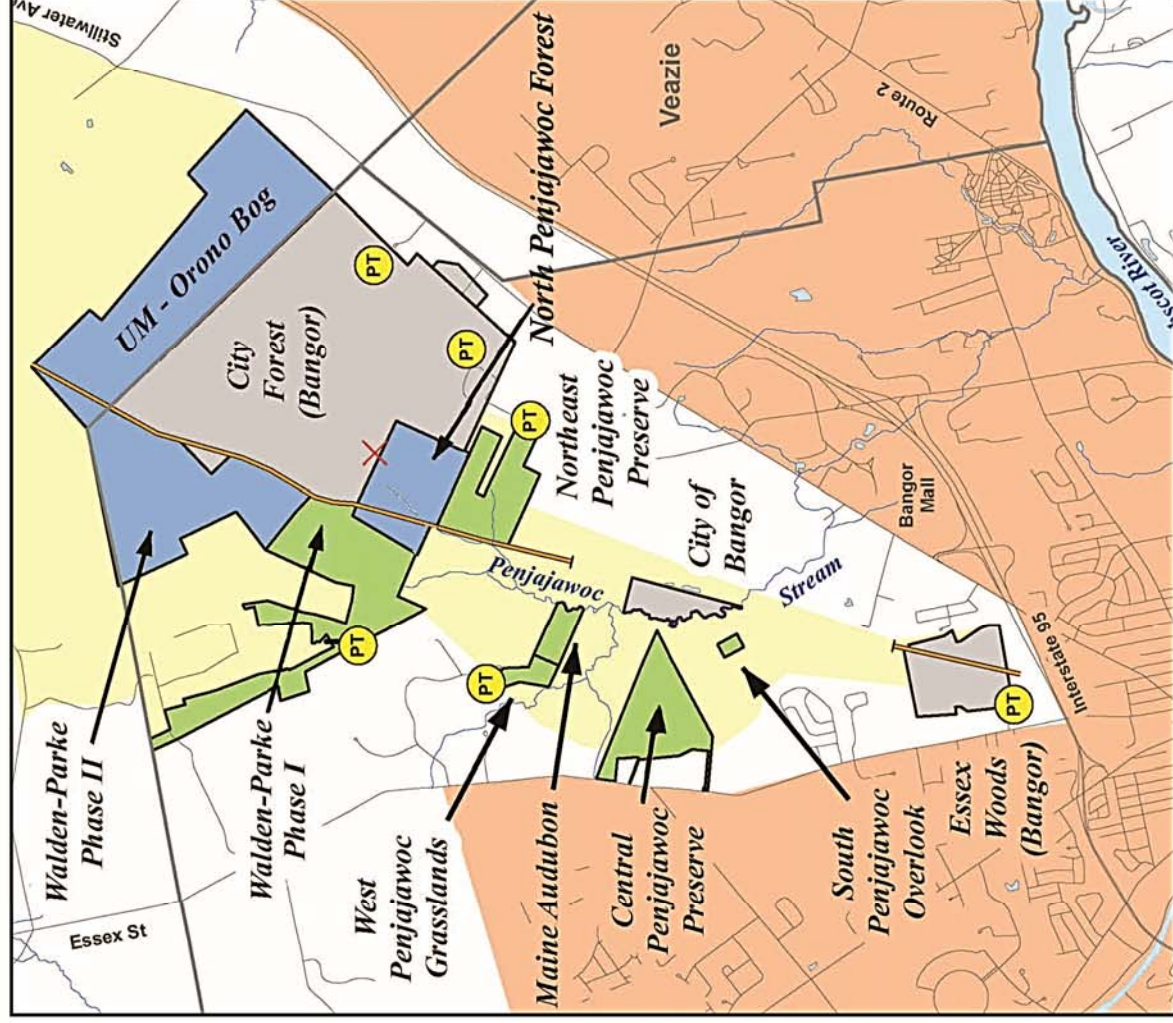 Stillwater Av
Walden-Parke
Phase II
UM - Orono Bog
City
Forest
(Bangor)
PT
PT
North Penjajawoc Forest
Walden-Parke
Phase I
PT
PT
Northeast
Penjajawoc
Preserve
Essex St
West
Penjajawoc
Grasslands
PT
Penjajawoc
Stream
Maine Audubon
City of
Bangor
Central
Penjajawoc
Preserve
South
Penjajawoc
Overlook
Essex
Woods
(Bangor)
PT
Bangor
Mall
Interstate 95
Veazie
Route 2
ascot River